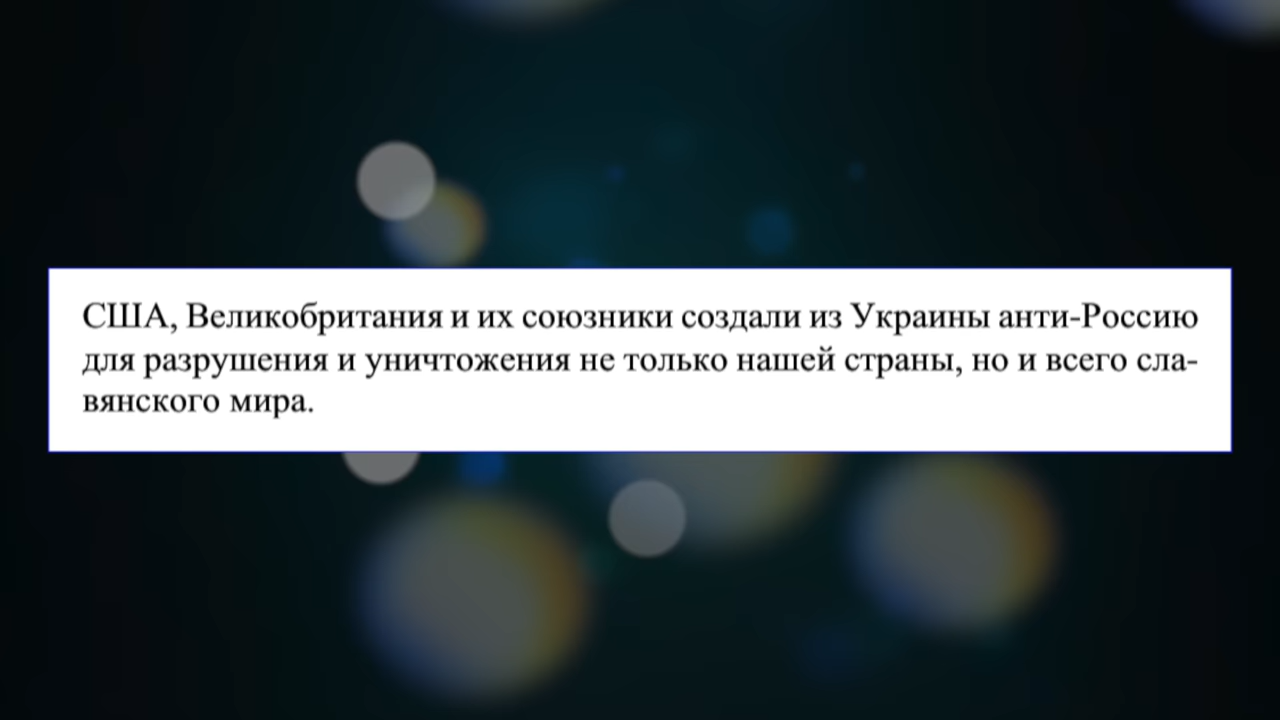 США, Великобритания и их союзники создали из Украины анти-Россию
для разрушения и уничтожения не только нашей страны, но и всего сла-
вянского мира.